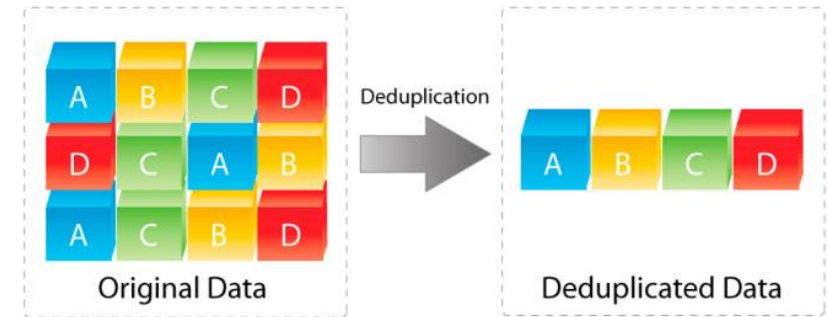 A B C D
D C A B
A C B D
Original Data
Deduplication
A B C D
Deduplicated Data